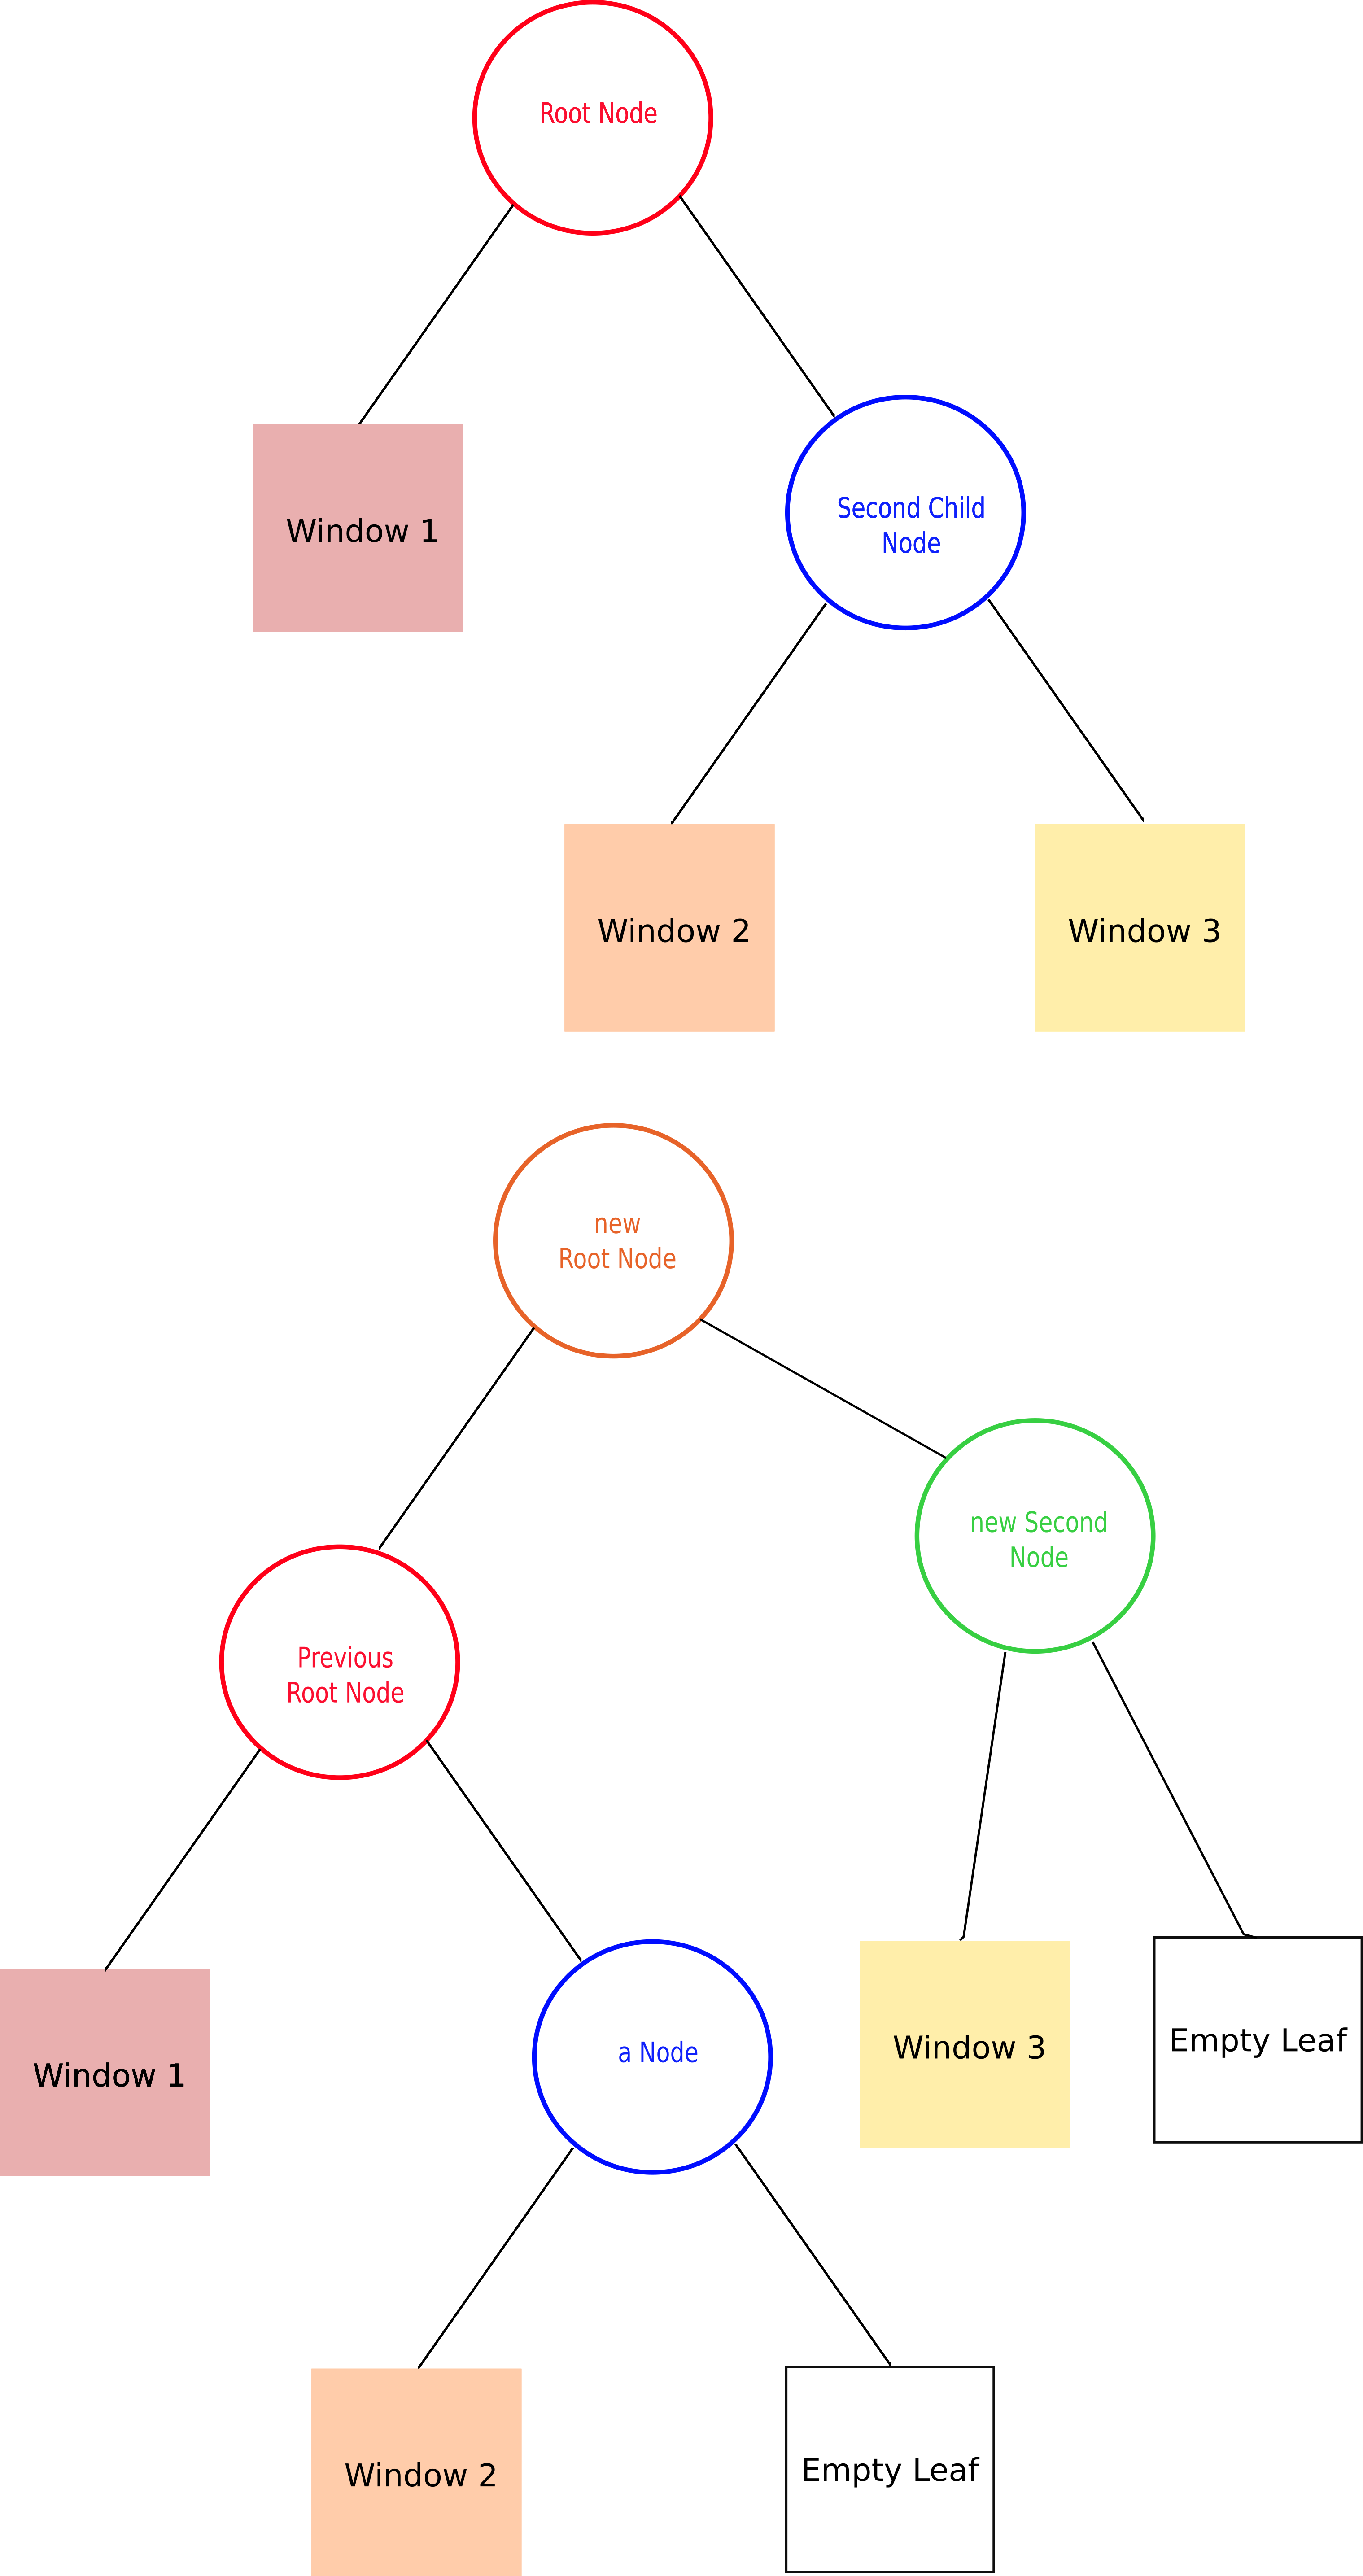 Root Node
Window 1
Second Child
Node
Window 2
Window 3
new
Root Node
new Second
Node
Previous
Root Node
Window 1
a Node
Window 3
Empty Leaf
Window 2
Empty Leaf